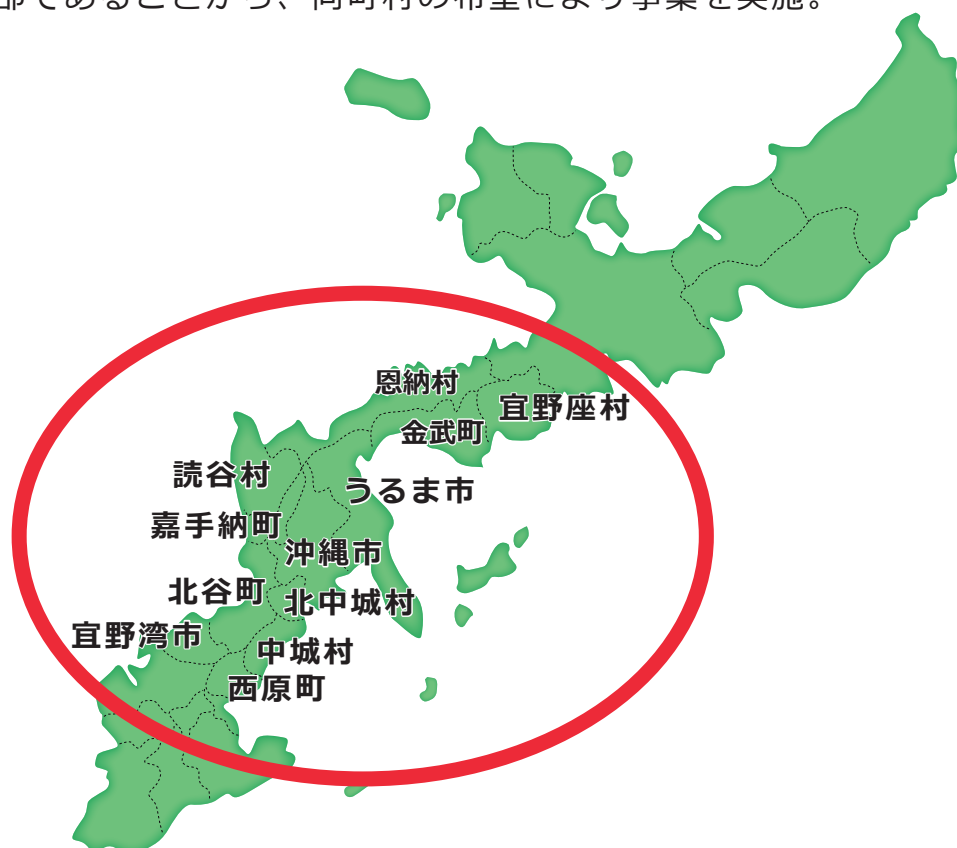 部であることから、同町村の希望により事業を実施。
恩納村
宜野座村
金武町
読谷村
うるま市
嘉手納町
沖縄市
北谷町
北中城村
宜野湾市
中城村
西原町